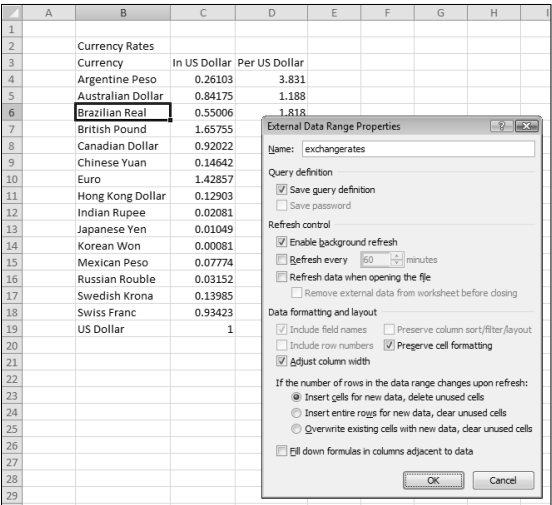 A B C D E F G H I
1
2 Currency Rates
3 Currency In US Dollar Per US Dollar
4 Argentine Peso 0.26103 3.831
5 Australian Dollar 0.84175 1.188
6 Brazilian Real 0.55006 1.818
7 British Pound 1.65755
8 Canadian Dollar 0.92022
9 Chinese Yuan 0.14642
10 Euro 1.42857
11 Hong Kong Dollar 0.12903
12 Indian Rupee 0.02081
13 Japanese Yen 0.01049
14 Korean Won 0.00081
15 Mexican Peso 0.07774
16 Russian Rouble 0.03152
17 Swedish Krona 0.13985
18 Swiss Franc 0.93423
19 US Dollar 1
20
21
22
23
24
25
26
27
28
29
External Data Range Properties
Name: exchangerates
Query definition
Save query definition
Save password
Refresh control
Enable background refresh
Refresh every 60 minutes
Refresh data when opening the file
Remove external data from worksheet before closing
Data formatting and layout
Include field names Preserve column sort/filter/layout
Include row numbers Preserve cell formatting
Adjust column width
If the number of rows in the data range changes upon refresh:
Insert cells for new data, delete unused cells
Insert entire rows for new data, clear unused cells
Overwrite existing cells with new data, clear unused cells
Fill down formulas in columns adjacent to data
OK Cancel